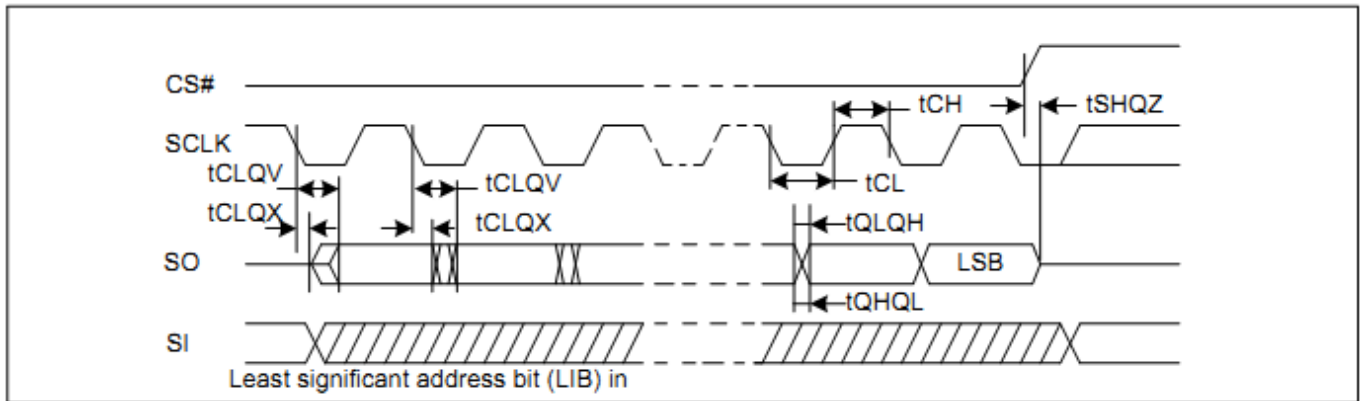 CS#
tCH
tSHQZ
SCLK
tCLQV
tCLQV
tCL
tCLQX
tCLQX
tQLQH
SO
LSB
tQHQL
SI
Least significant address bit (LIB) in